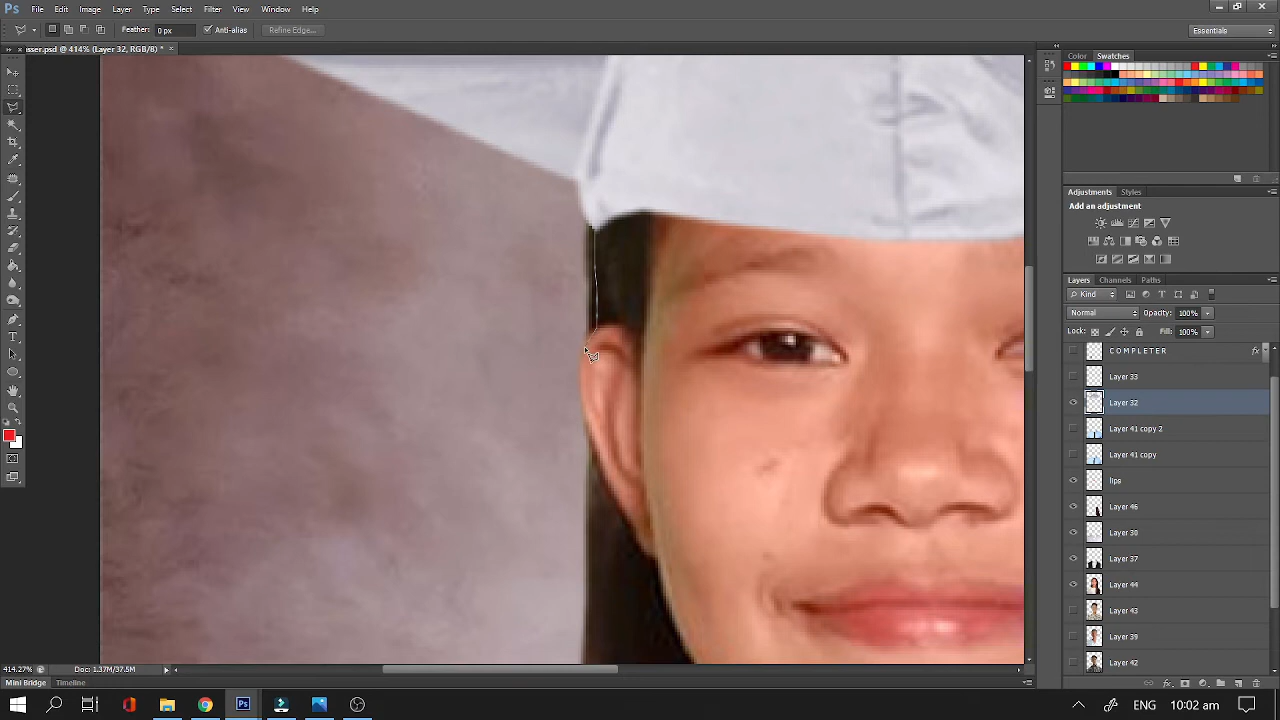 Ps File Edit Image Layer Type Select Filter View Window Help
Feather: 0 px Anti-alias Refine Edge... Essentials
sser.psd @ 414% (Layer 32, RGB/8) * ×
Color Swatches
Adjustments Styles
Add an adjustment
Layers Channels Paths
Kind
Normal Opacity: 100%
Lock: Fill: 100%
COMPLETER fx
Layer 33
Layer 32
Layer 41 copy 2
Layer 41 copy
lips
Layer 46
Layer 30
Layer 37
Layer 44
Layer 43
Layer 39
Layer 42
414.27% Doc: 1.37M/37.5M
Mini Bridge Timeline
ENG 10:02 am